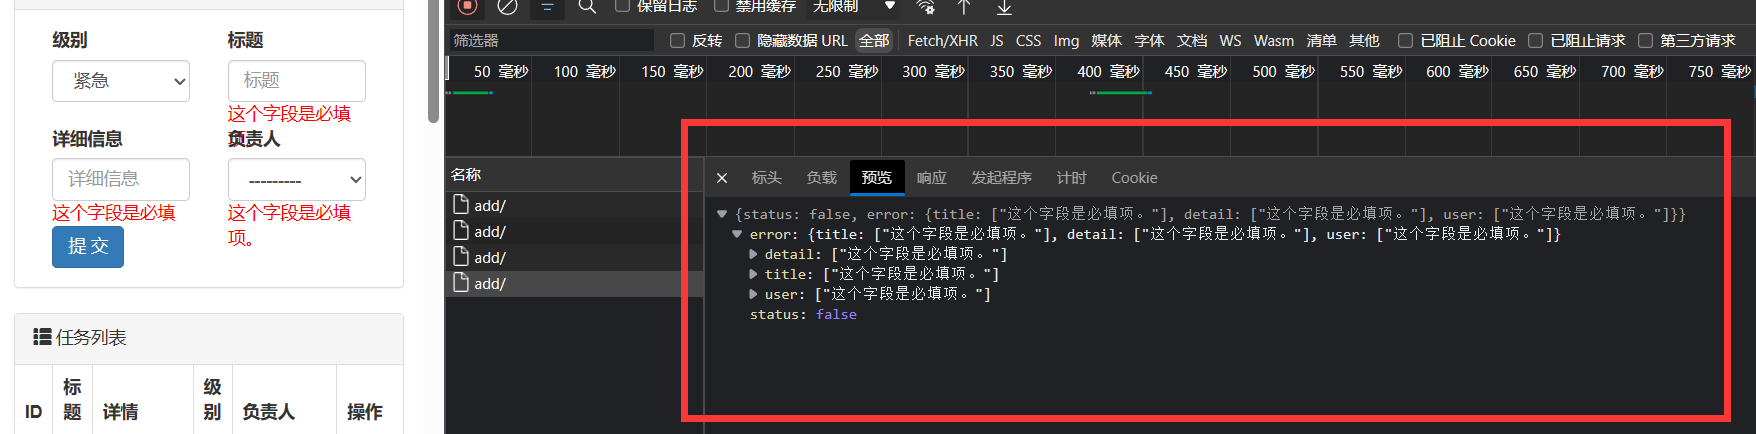 级别
标题
紧急
标题
这个字段是必填项。
详细信息
负责人
详细信息
---------
这个字段是必填
这个字段是必填项。
提 交
任务列表
ID
标题
详情
级别
负责人
操作
保留日志
禁用缓存
无限制
筛选器
反转
隐藏数据 URL
全部
Fetch/XHR
JS
CSS
Img
媒体
字体
文档
WS
Wasm
清单
其他
已阻止 Cookie
已阻止请求
第三方请求
50 毫秒
100 毫秒
150 毫秒
200 毫秒
250 毫秒
300 毫秒
350 毫秒
400 毫秒
450 毫秒
500 毫秒
550 毫秒
600 毫秒
650 毫秒
700 毫秒
750 毫秒
名称
add/
add/
add/
add/
标头
负载
预览
响应
发起程序
计时
Cookie
{status: false, error: {title: ["这个字段是必填项。"], detail: ["这个字段是必填项。"], user: ["这个字段是必填项。"]}}
error: {title: ["这个字段是必填项。"], detail: ["这个字段是必填项。"], user: ["这个字段是必填项。"]}
detail: ["这个字段是必填项。"]
title: ["这个字段是必填项。"]
user: ["这个字段是必填项。"]
status: false